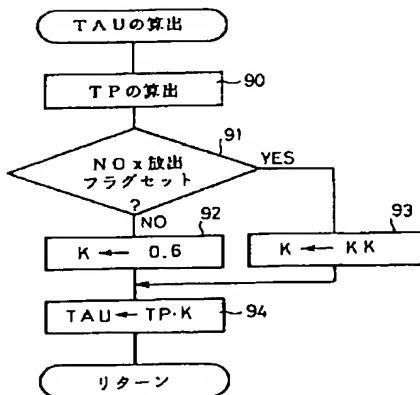 TAUの算出
TPの算出
90
NOx放出
フラグセット
?
91
YES
NO
92
K ← 0.6
93
K ← KK
TAU ← TP·K
94
リターン